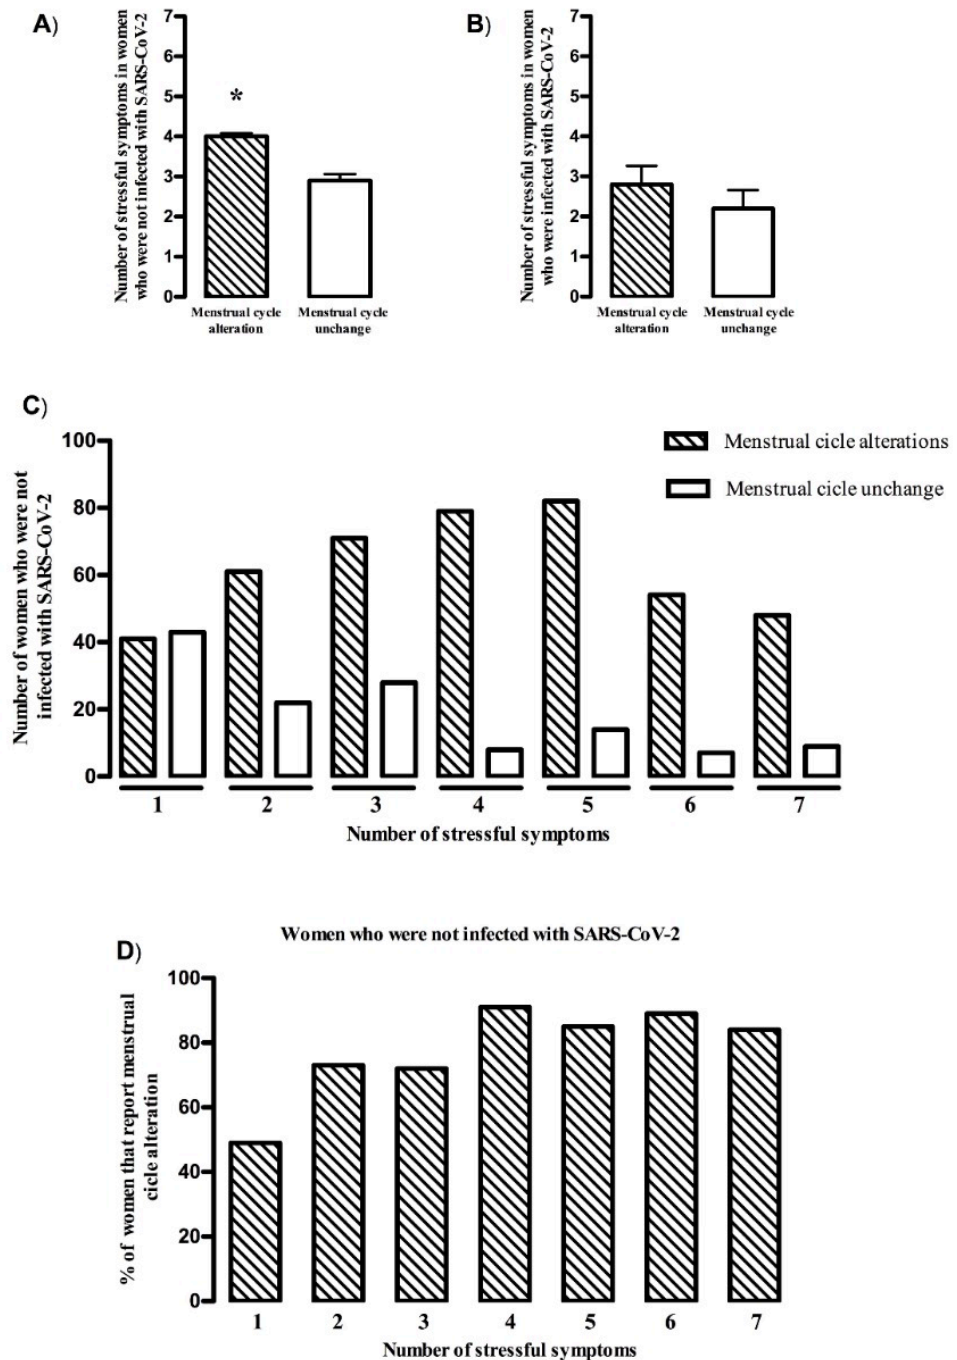 A)
Number of stressful symptoms in women
who were not infected with SARS-CoV-2
7
6
5
4
3
2
1
0
*
Menstrual cycle
alteration
Menstrual cycle
unchange
B)
Number of stressful symptoms in women
who were infected with SARS-CoV-2
7
6
5
4
3
2
1
0
Menstrual cycle
alteration
Menstrual cycle
unchange
C)
Number of women who were not
infected with SARS-CoV-2
100
80
60
40
20
0
Menstrual cicle alterations
Menstrual cicle unchange
1 2 3 4 5 6 7
Number of stressful symptoms
Women who were not infected with SARS-CoV-2
D)
% of women that report menstrual
cicle alteration
100
80
60
40
20
0
1 2 3 4 5 6 7
Number of stressful symptoms